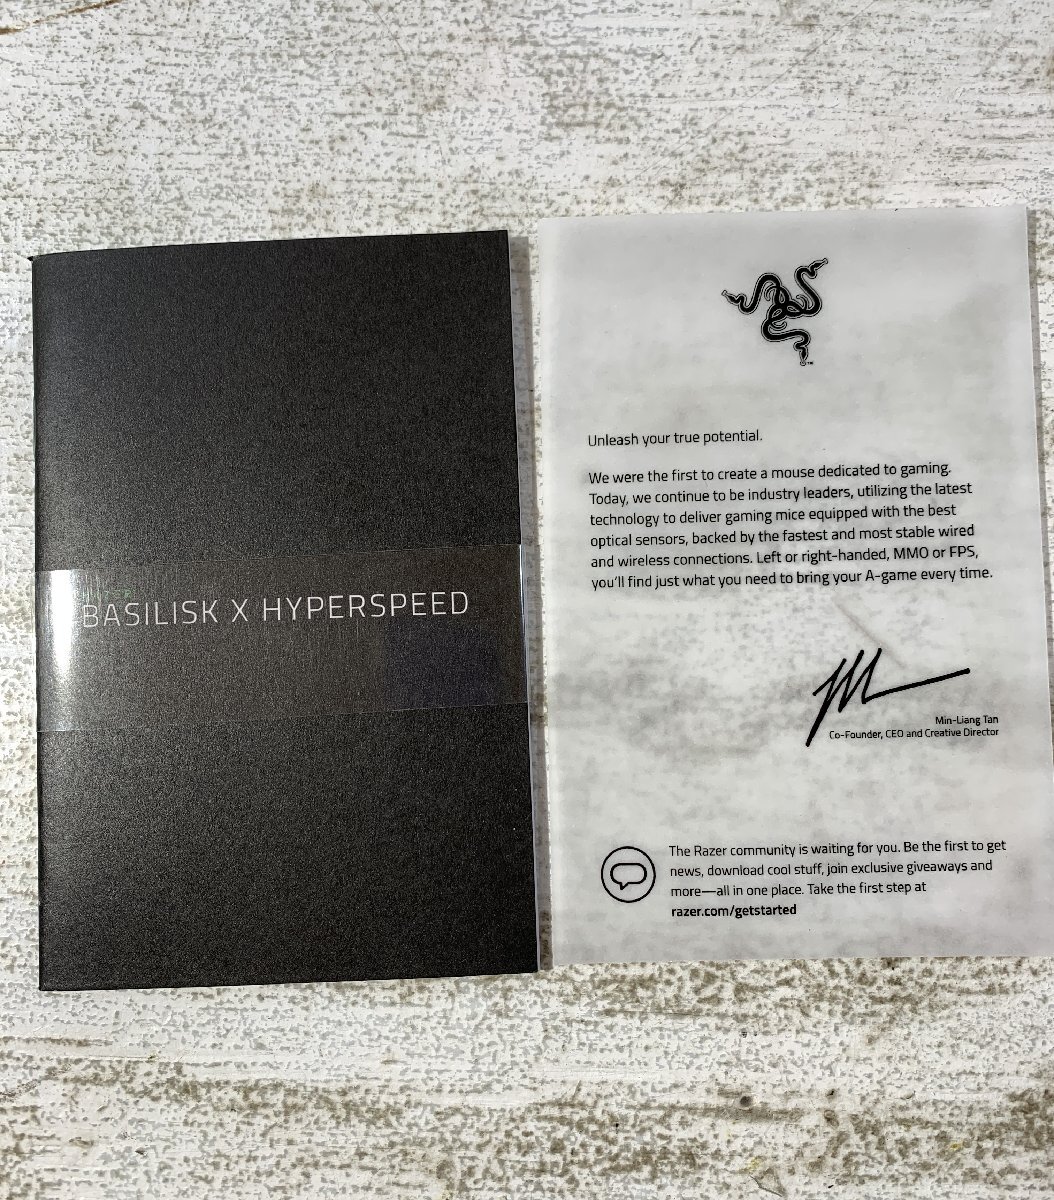 BASILISK X HYPERSPEED
Unleash your true potential.
We were the first to create a mouse dedicated to gaming.
Today, we continue to be industry leaders, utilizing the latest
technology to deliver gaming mice equipped with the best
optical sensors, backed by the fastest and most stable wired
and wireless connections. Left or right-handed, MMO or FPS,
you'll find just what you need to bring your A-game every time.
Min-Liang Tan
Co-Founder, CEO and Creative Director
The Razer community is waiting for you. Be the first to get
news, download cool stuff, join exclusive giveaways and
more—all in one place. Take the first step at
razer.com/getstarted